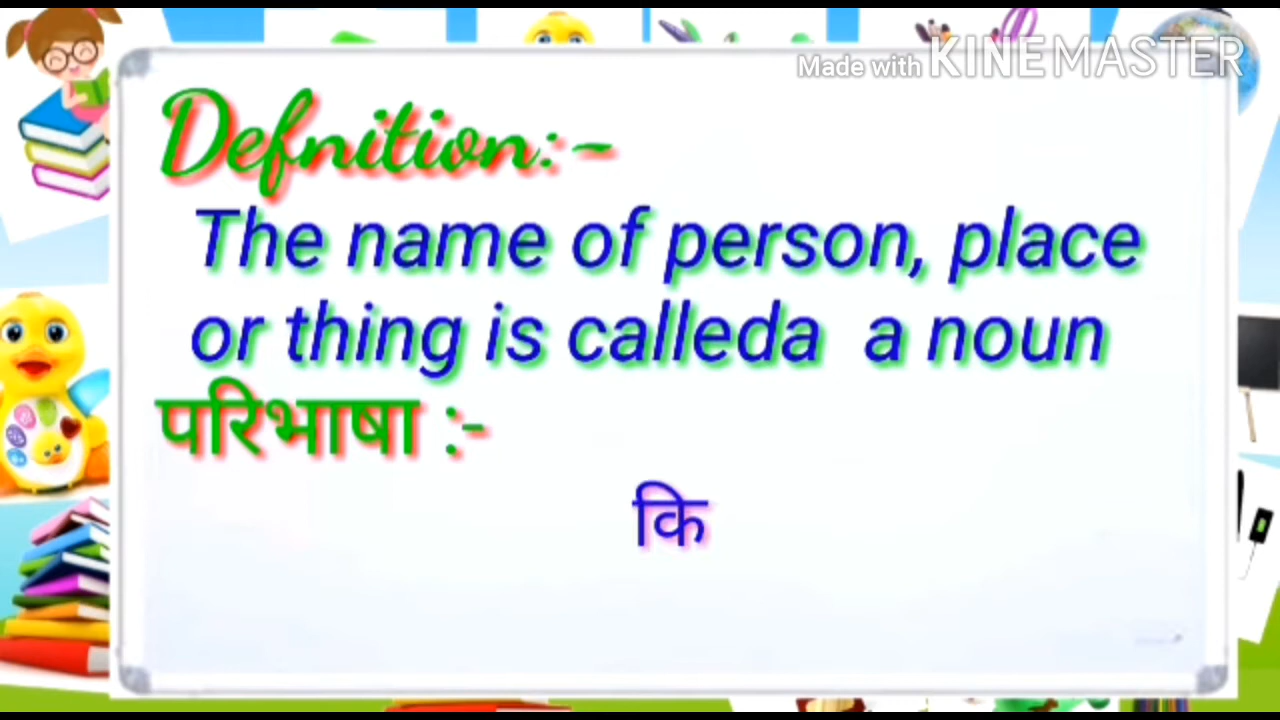 Made with KINEMASTER
Defnition:-
The name of person, place
or thing is calleda a noun
परिभाषा :-
कि